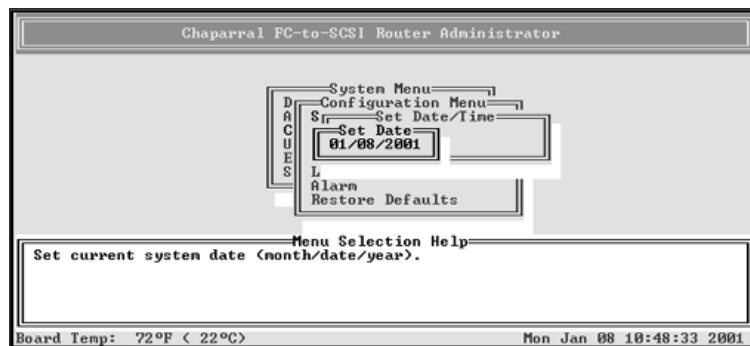 Chaparral FC-to-SCSI Router Administrator
System Menu
D
Configuration Menu
A
S
Set Date/Time
C
Set Date
U
01/08/2001
E
S
L
Alarm
Restore Defaults
Menu Selection Help
Set current system date (month/date/year).
Board Temp: 72ºF ( 22ºC)
Mon Jan 08 10:48:33 2001